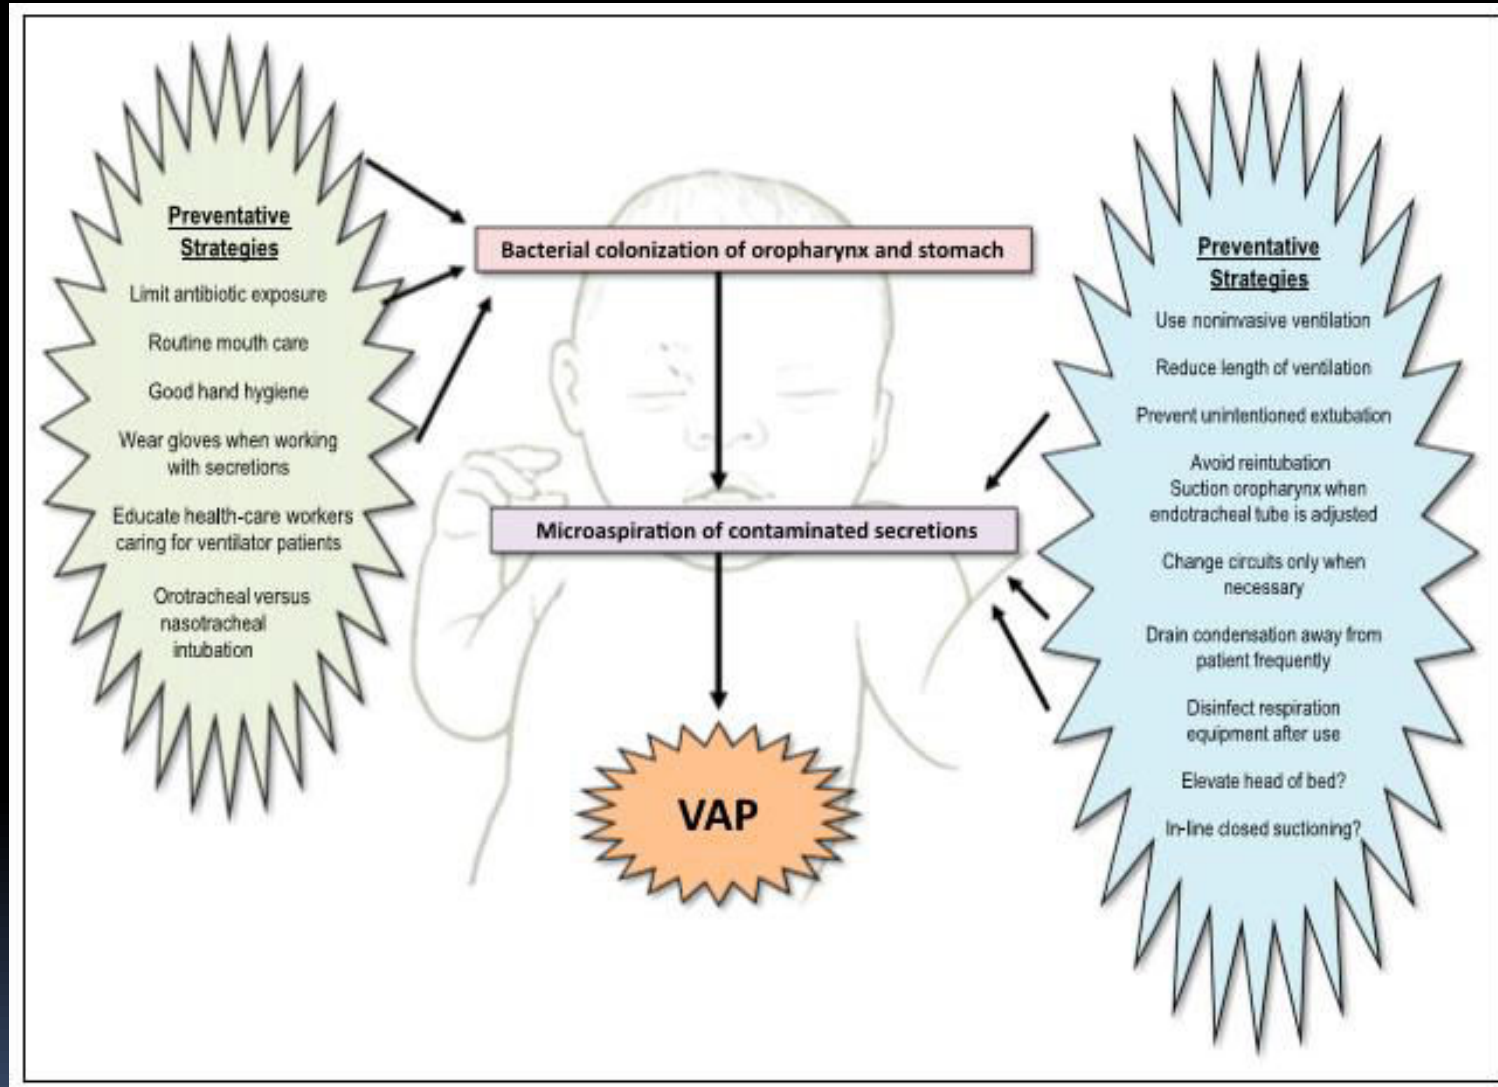 Preventative
Strategies
Limit antibiotic exposure
Routine mouth care
Good hand hygiene
Wear gloves when working
with secretions
Educate health-care workers
caring for ventilator patients
Orotracheal versus
nasotracheal
intubation
Bacterial colonization of oropharynx and stomach
Microaspiration of contaminated secretions
VAP
Preventative
Strategies
Use noninvasive ventilation
Reduce length of ventilation
Prevent unintentioned extubation
Avoid reintubation
Suction oropharynx when
endotracheal tube is adjusted
Change circuits only when
necessary
Drain condensation away from
patient frequently
Disinfect respiration
equipment after use
Elevate head of bed?
In-line closed suctioning?